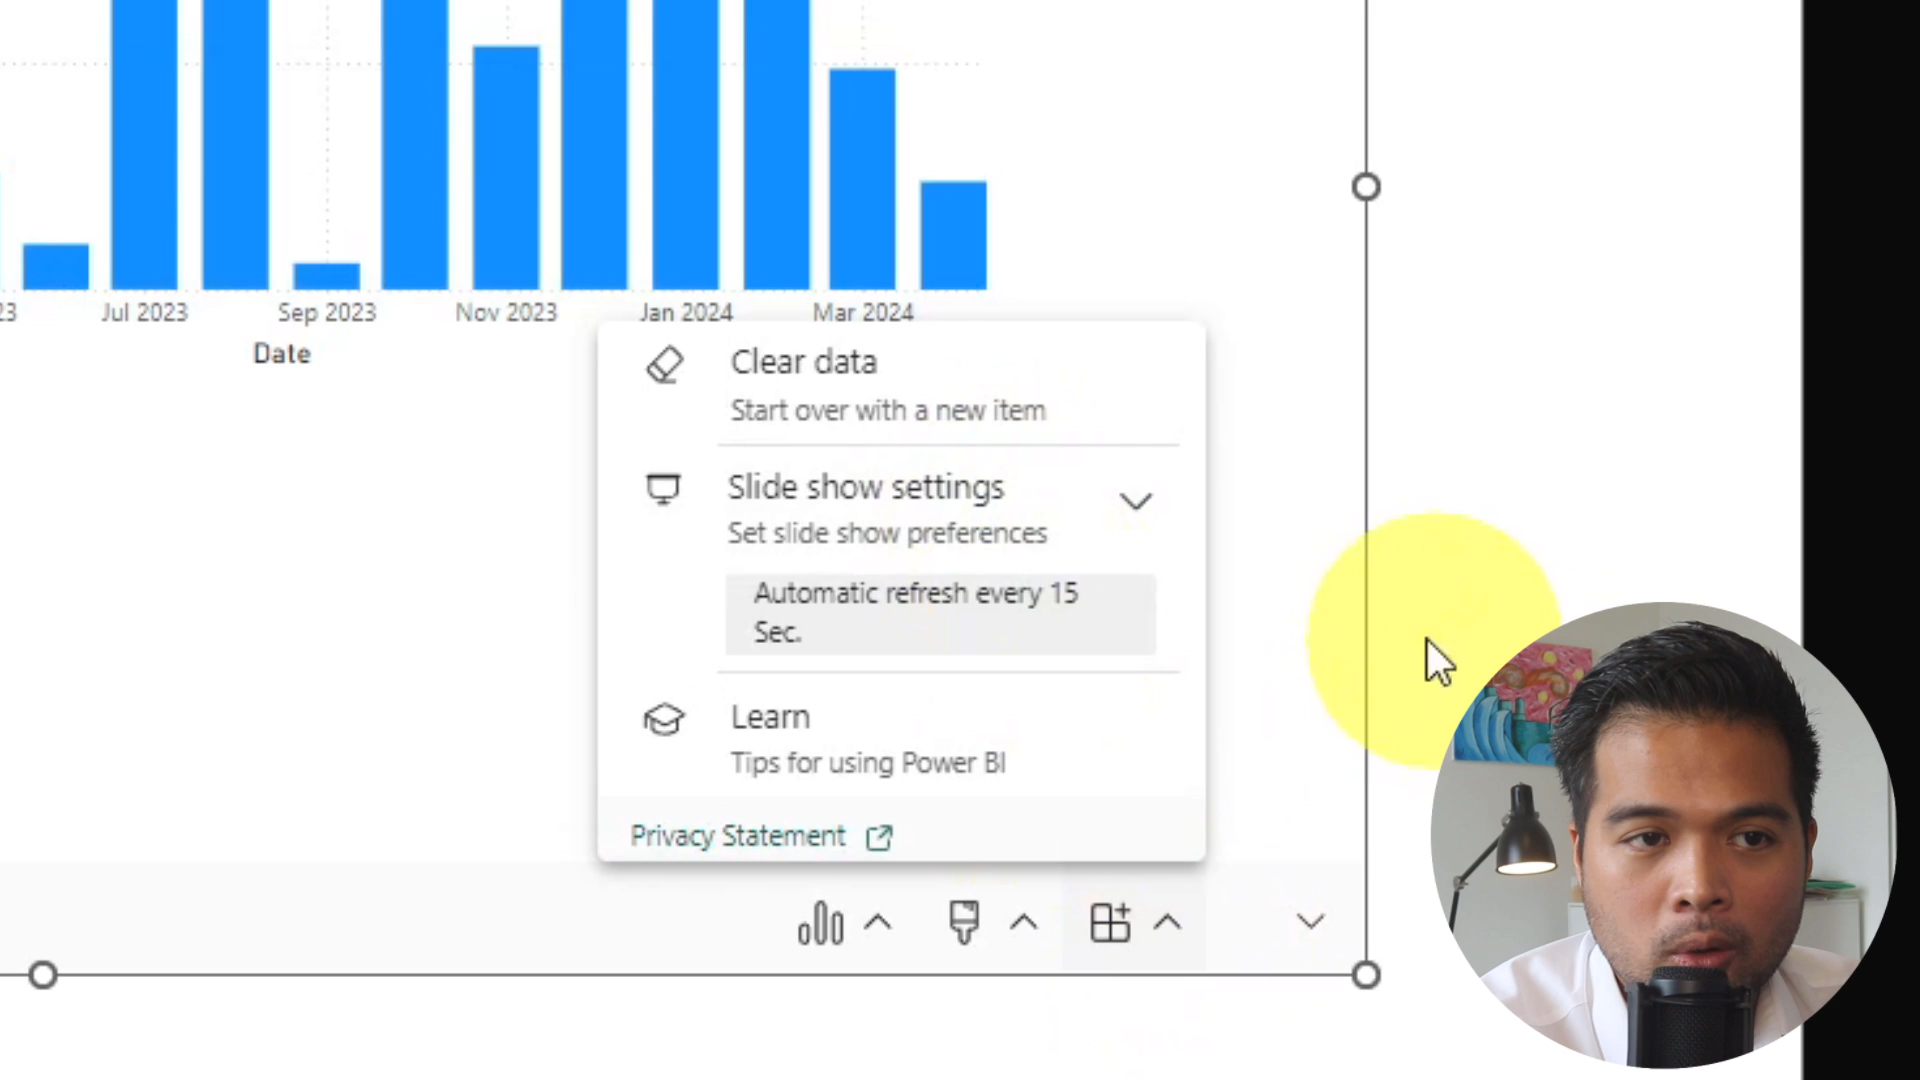 23
Jul 2023
Sep 2023
Nov 2023
Jan 2024
Mar 2024
Date
Clear data
Start over with a new item
Slide show settings
Set slide show preferences
Automatic refresh every 15
Sec.
Learn
Tips for using Power BI
Privacy Statement